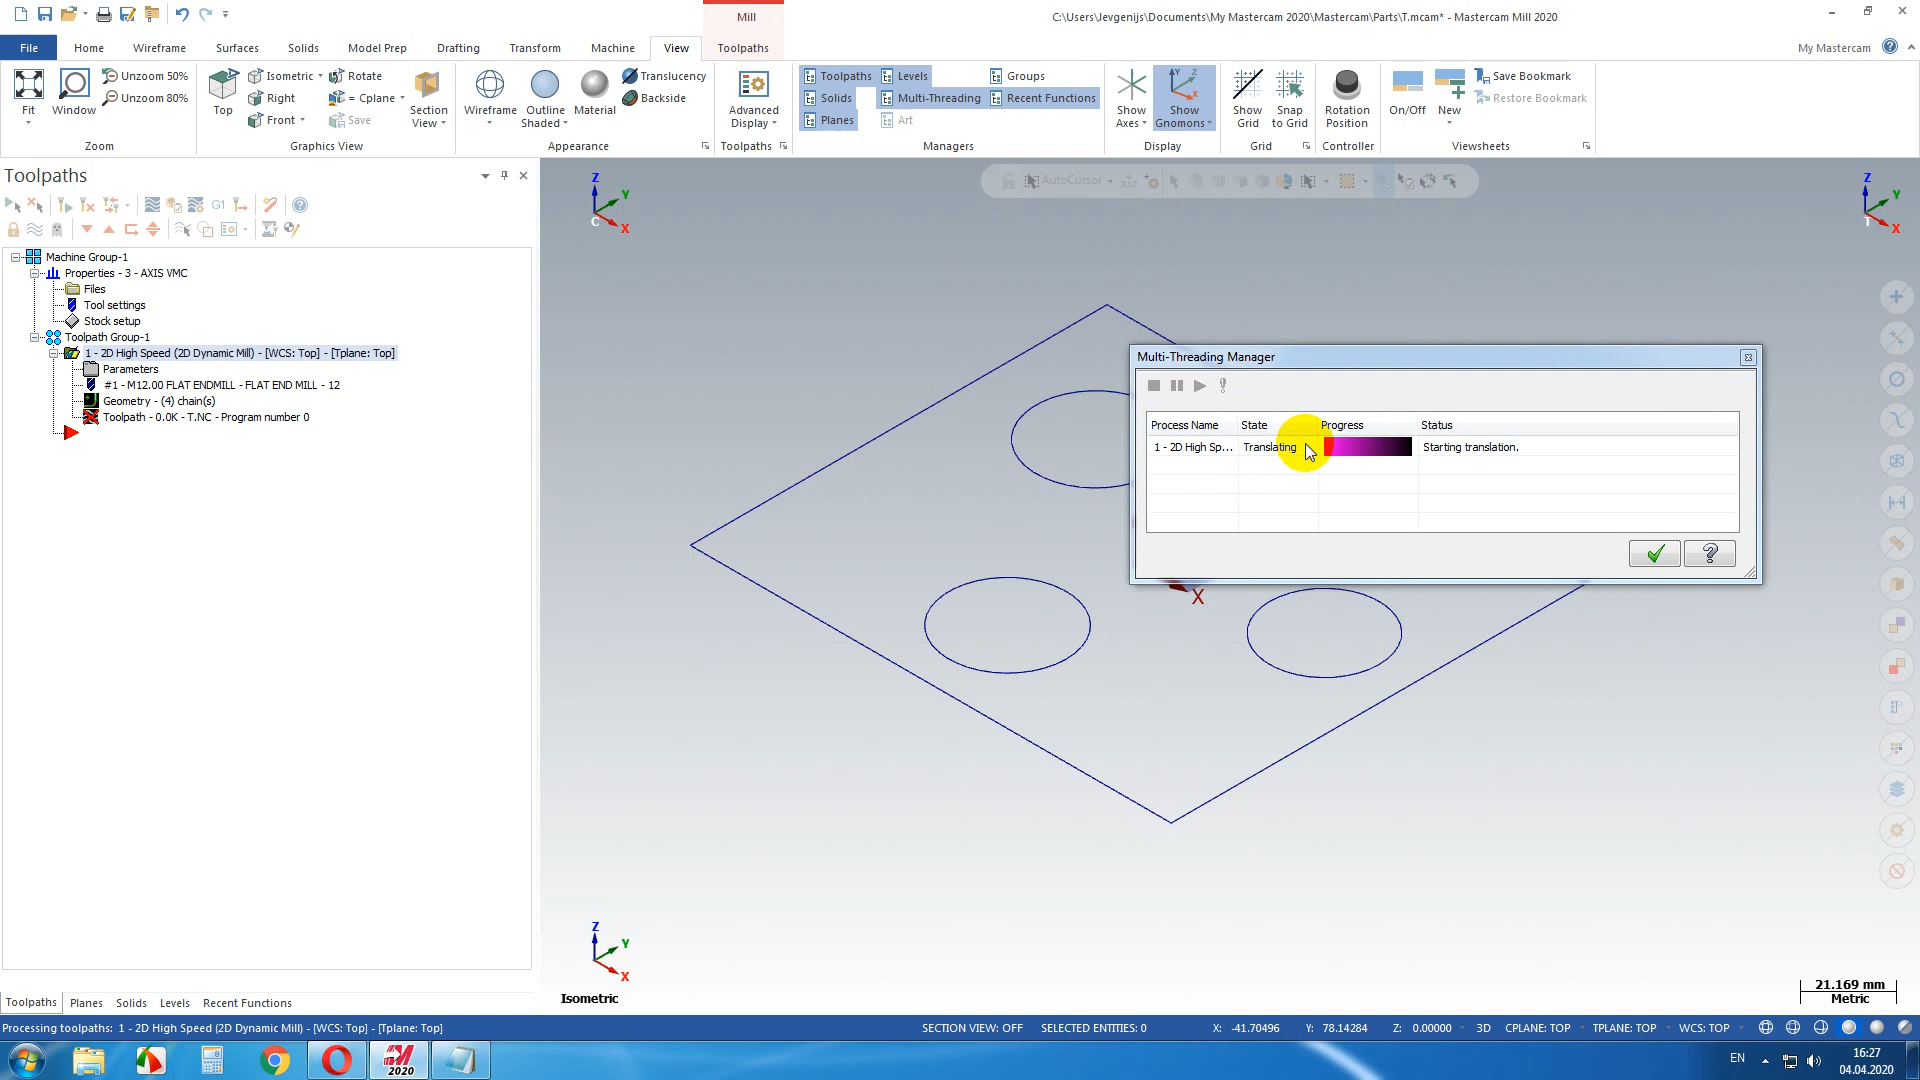 Mill
C:\Users\Jevgenijs\Documents\My Mastercam 2020\Mastercam\Parts\T.mcam* - Mastercam Mill 2020
File Home Wireframe Surfaces Solids Model Prep Drafting Transform Machine View Toolpaths My Mastercam
Fit Window Unzoom 50% Unzoom 80% Zoom
Top Isometric Right Front Rotate = Cplane Save Section View Graphics View
Wireframe Outline Shaded Material Translucency Backside Appearance
Advanced Display Toolpaths
Toolpaths Levels Groups
Solids Multi-Threading Recent Functions
Planes Art
Managers
Show Axes Show Gnomons Display
Show Grid Snap to Grid Grid
Rotation Position Controller
On/Off New Save Bookmark Restore Bookmark Viewsheets
Toolpaths
G1
Machine Group-1
Properties - 3 - AXIS VMC
Files
Tool settings
Stock setup
Toolpath Group-1
1 - 2D High Speed (2D Dynamic Mill) - [WCS: Top] - [Tplane: Top]
Parameters
#1 - M12.00 FLAT ENDMILL - FLAT END MILL - 12
Geometry - (4) chain(s)
Toolpath - 0.0K - T.NC - Program number 0
AutoCursor
Z Y X C
Z Y X T
Multi-Threading Manager
Process Name State Progress Status
1 - 2D High Sp... Translating Starting translation.
X
Z Y X
Isometric
21.169 mm
Metric
Toolpaths Planes Solids Levels Recent Functions
Processing toolpaths: 1 - 2D High Speed (2D Dynamic Mill) - [WCS: Top] - [Tplane: Top]
SECTION VIEW: OFF SELECTED ENTITIES: 0 X: -41.70496 Y: 78.14284 Z: 0.00000 3D CPLANE: TOP TPLANE: TOP WCS: TOP
2020
EN
16:27
04.04.2020